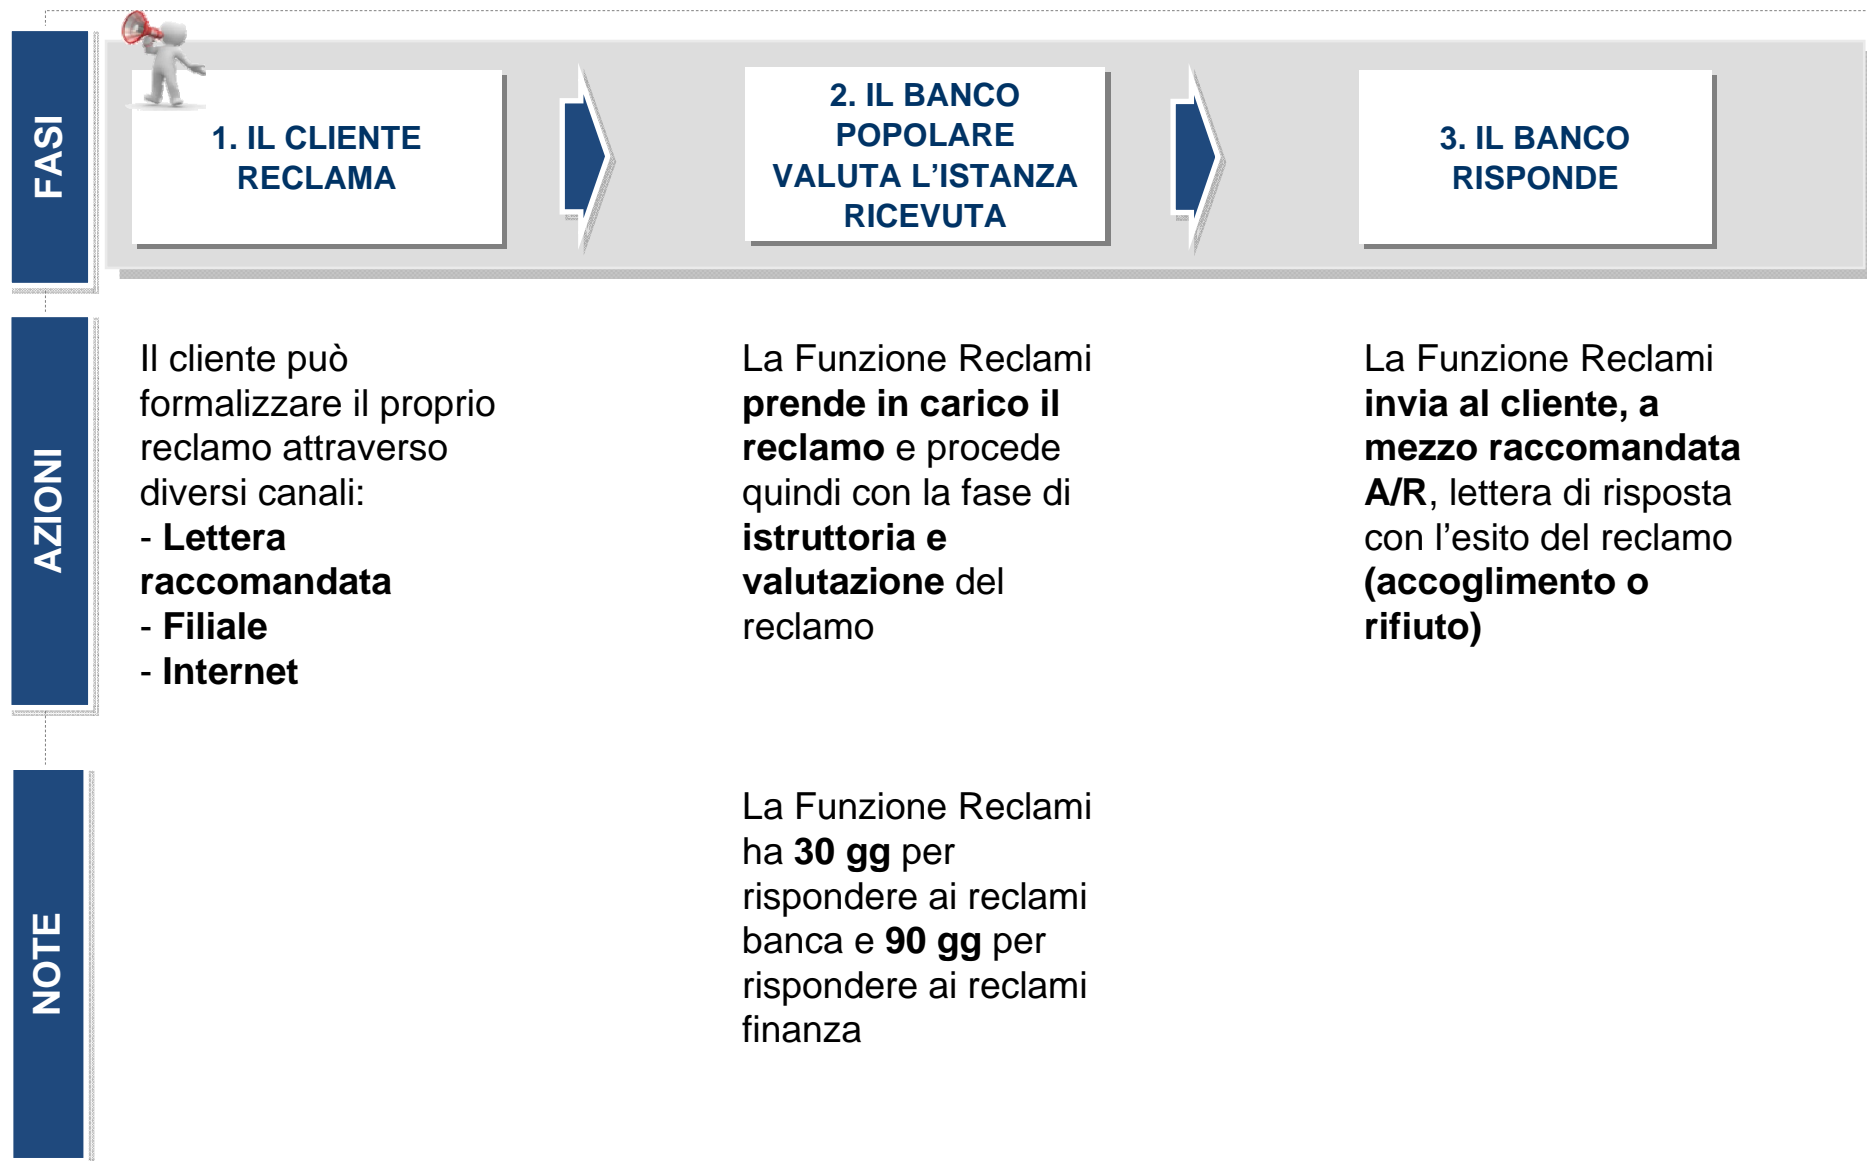 FASI
1. IL CLIENTE
RECLAMA
2. IL BANCO
POPOLARE
VALUTA L’ISTANZA
RICEVUTA
3. IL BANCO
RISPONDE
AZIONI
Il cliente può
formalizzare il proprio
reclamo attraverso
diversi canali:
- Lettera
raccomandata
- Filiale
- Internet
La Funzione Reclami
prende in carico il
reclamo e procede
quindi con la fase di
istruttoria e
valutazione del
reclamo
La Funzione Reclami
invia al cliente, a
mezzo raccomandata
A/R, lettera di risposta
con l’esito del reclamo
(accoglimento o
rifiuto)
NOTE
La Funzione Reclami
ha 30 gg per
rispondere ai reclami
banca e 90 gg per
rispondere ai reclami
finanza